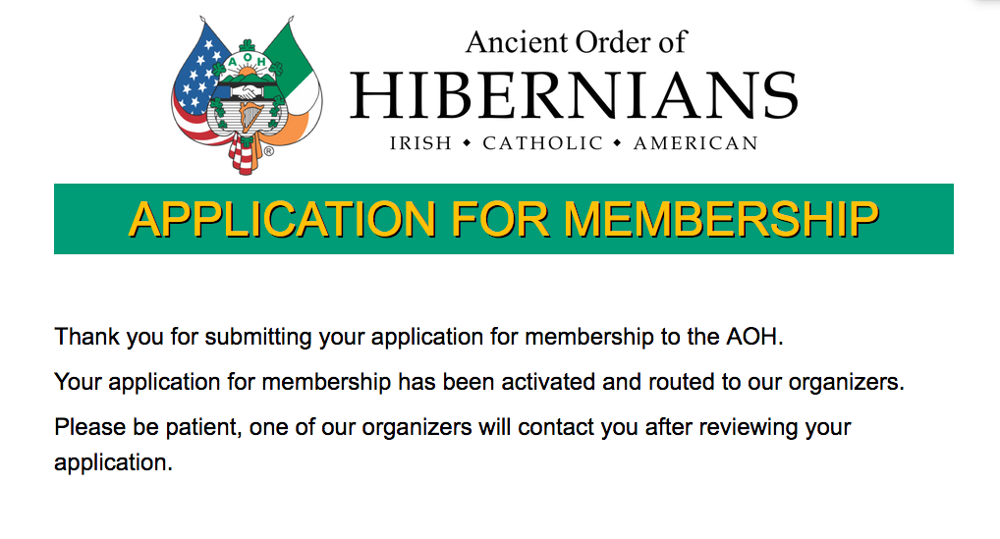 Ancient Order of
HIBERNIANS
IRISH ⬥ CATHOLIC ⬥ AMERICAN
AOH
®
APPLICATION FOR MEMBERSHIP
Thank you for submitting your application for membership to the AOH.
Your application for membership has been activated and routed to our organizers.
Please be patient, one of our organizers will contact you after reviewing your
application.